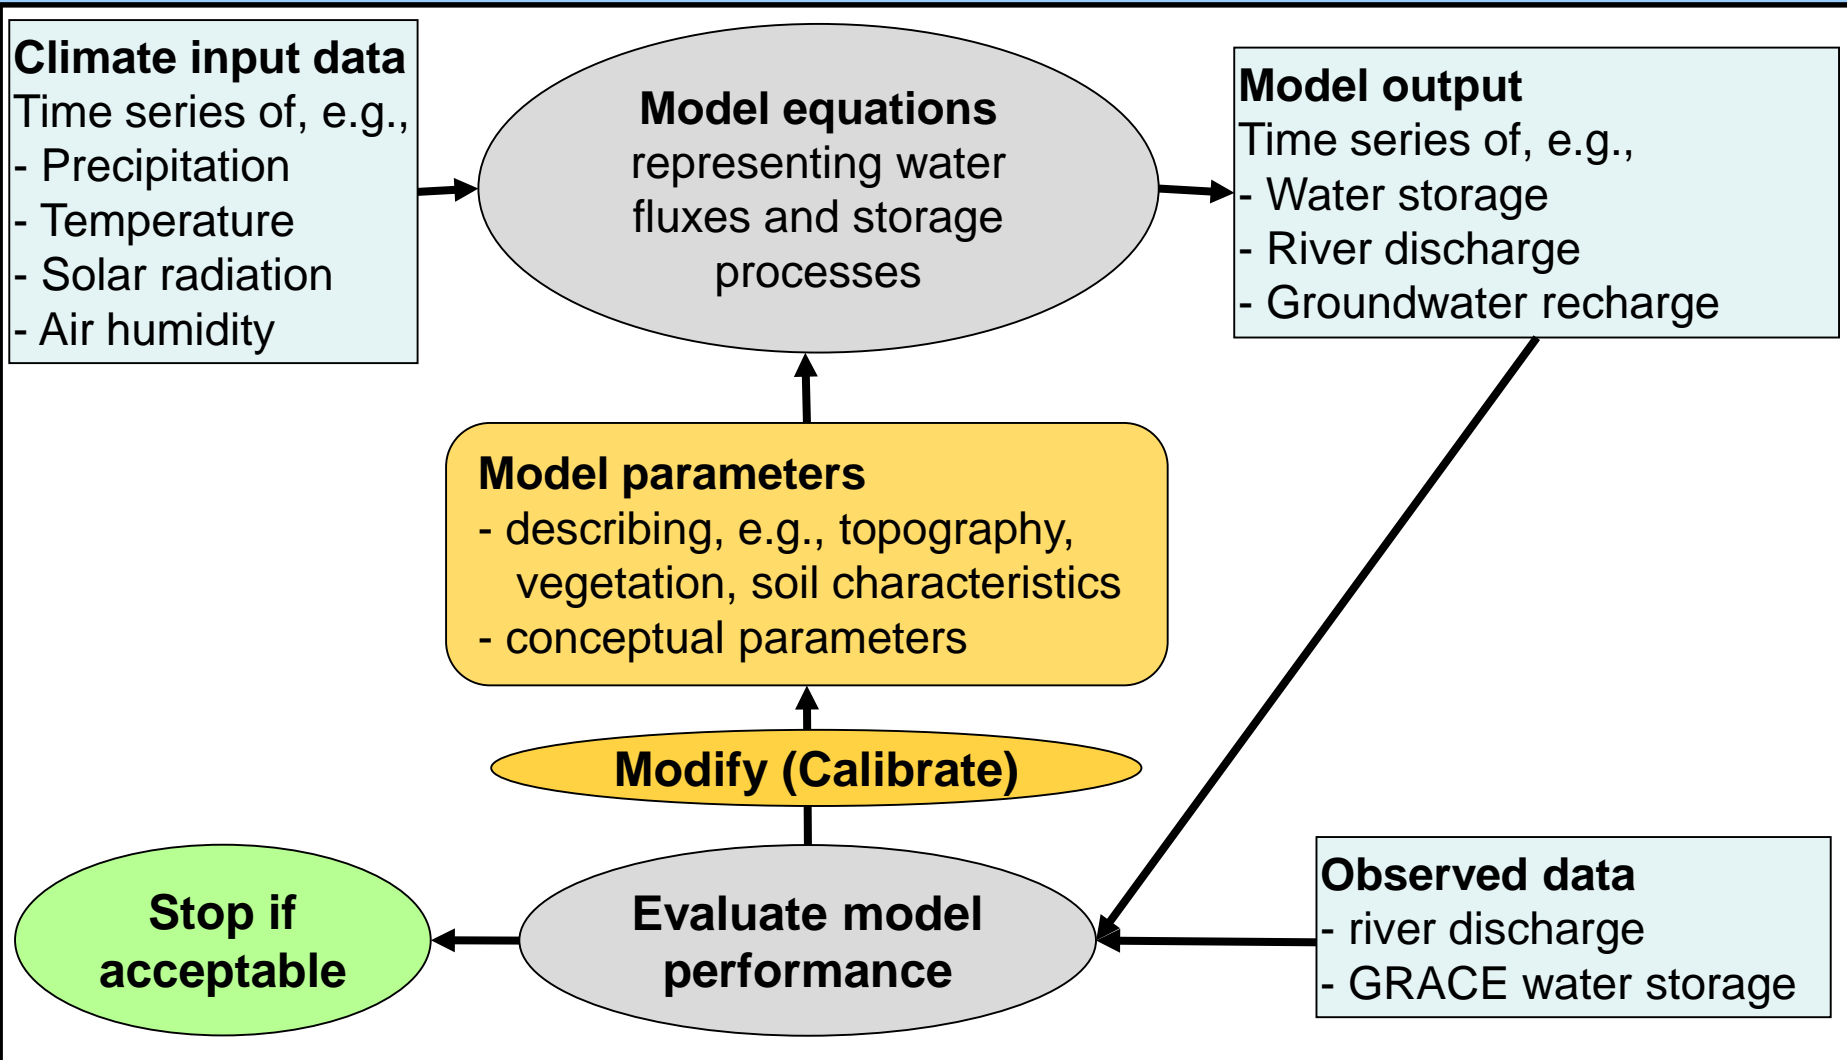 Climate input data
Time series of, e.g.,
- Precipitation
- Temperature
- Solar radiation
- Air humidity
Model equations
representing water
fluxes and storage
processes
Model output
Time series of, e.g.,
- Water storage
- River discharge
- Groundwater recharge
Model parameters
- describing, e.g., topography,
vegetation, soil characteristics
- conceptual parameters
Modify (Calibrate)
Stop if
acceptable
Evaluate model
performance
Observed data
- river discharge
- GRACE water storage